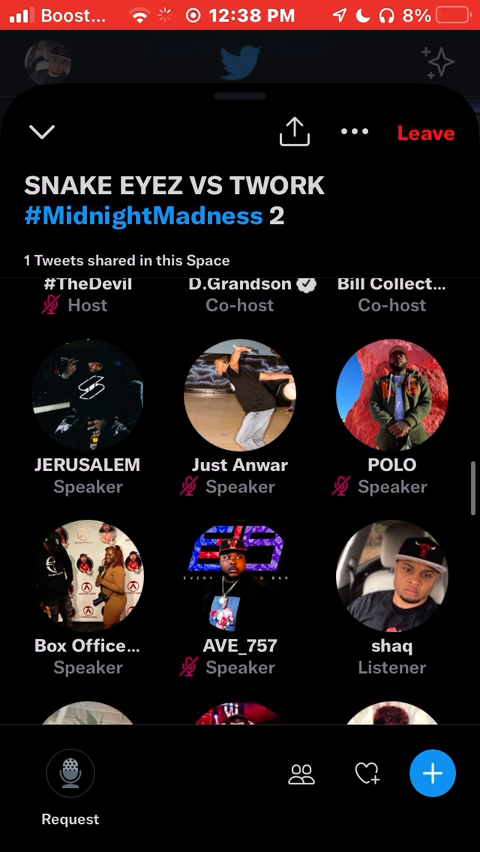 Boost... 12:38 PM 8%
Leave
SNAKE EYEZ VS TWORK
#MidnightMadness 2
1 Tweets shared in this Space
#TheDevil D.Grandson Bill Collect...
Host Co-host Co-host
JERUSALEM Just Anwar POLO
Speaker Speaker Speaker
Box Office... AVE_757 shaq
Speaker Speaker Listener
Request